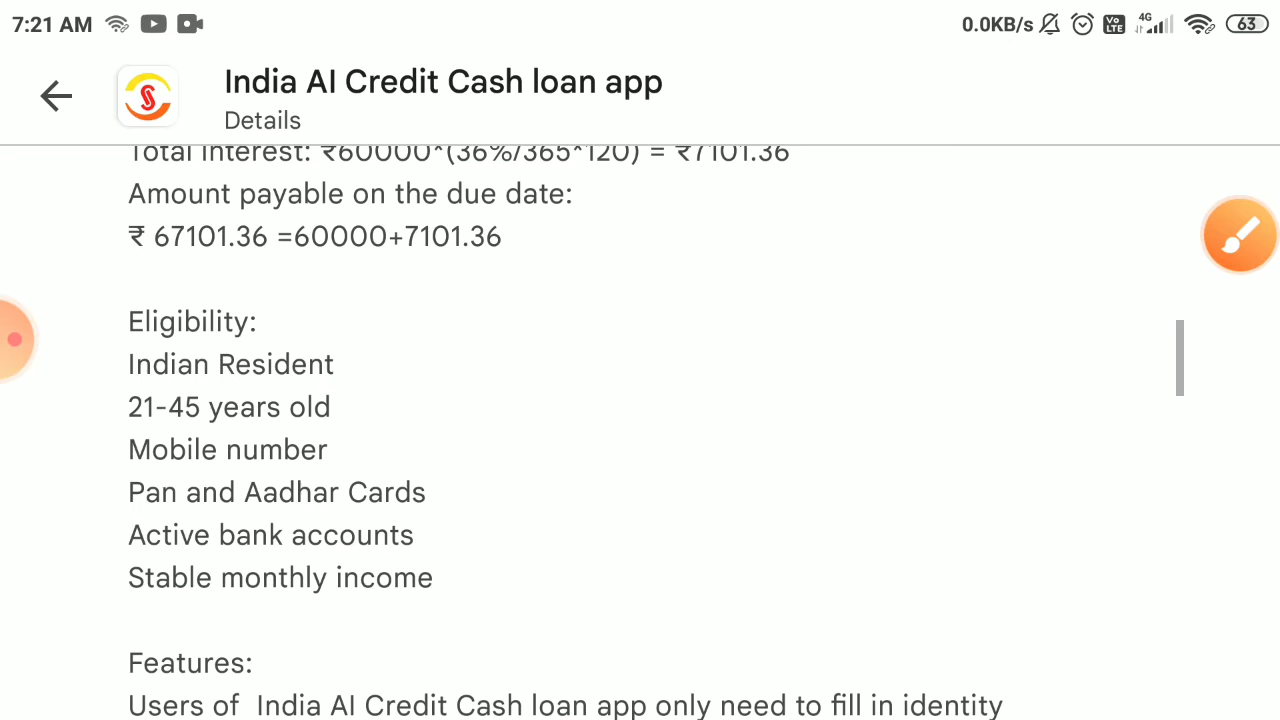 7:21 AM
0.0KB/s Vo LTE 4G 63
India AI Credit Cash loan app
Details
Total Interest: ₹60000*(36%/365*120) = ₹7101.36
Amount payable on the due date:
₹ 67101.36 =60000+7101.36
Eligibility:
Indian Resident
21-45 years old
Mobile number
Pan and Aadhar Cards
Active bank accounts
Stable monthly income
Features:
Users of  India AI Credit Cash loan app only need to fill in identity